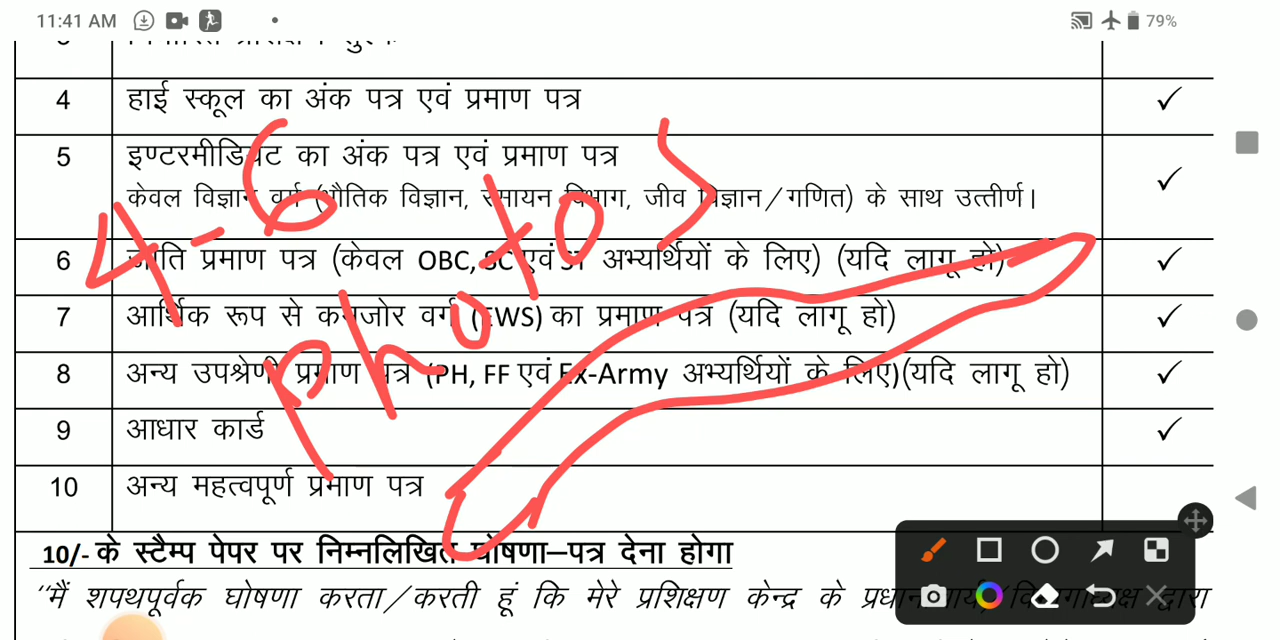 11:41 AM 79%
4 हाई स्कूल का अंक पत्र एवं प्रमाण पत्र ✓
5 इण्टरमीडियट का अंक पत्र एवं प्रमाण पत्र ✓
केवल विज्ञान वर्ग (भौतिक विज्ञान, रसायन विभाग, जीव विज्ञान/गणित) के साथ उत्तीर्ण।
6 जाति प्रमाण पत्र (केवल OBC, SC एवं अभ्यर्थियों के लिए) (यदि लागू हो) ✓
7 आर्थिक रूप से कमजोर वर्ग (EWS) का प्रमाण पत्र (यदि लागू हो) ✓
8 अन्य उपश्रेणी प्रमाण पत्र (PH, FF एवं Ex-Army अभ्यर्थियों के लिए)(यदि लागू हो) ✓
9 आधार कार्ड ✓
10 अन्य महत्वपूर्ण प्रमाण पत्र
4-6
Photo
10/- के स्टैम्प पेपर पर निम्नलिखित घोषणा–पत्र देना होगा
“मैं शपथपूर्वक घोषणा करता/करती हूं कि मेरे प्रशिक्षण केन्द्र के द्वारा